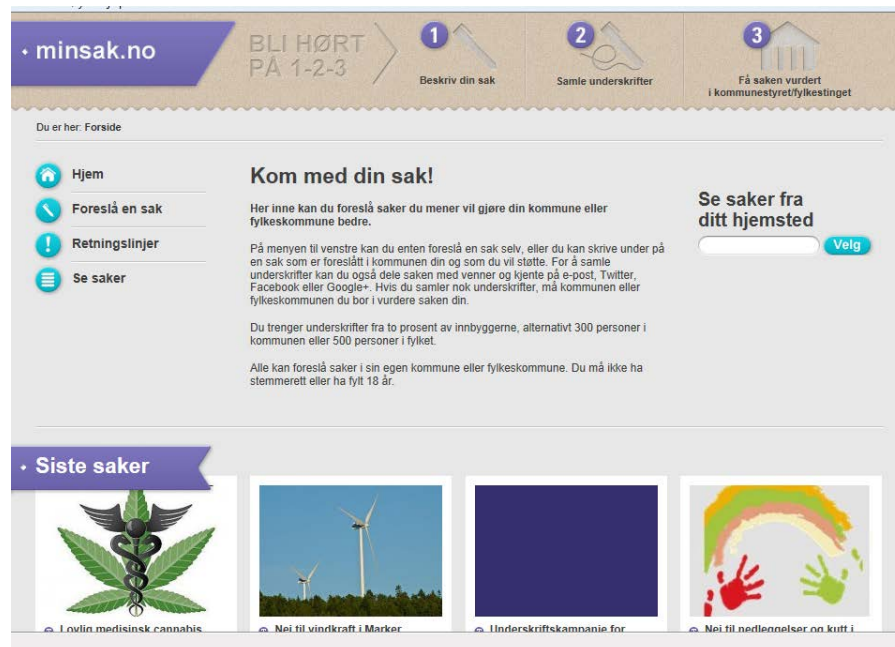 minsak.no
BLI HØRT
PÅ 1-2-3
1
Beskriv din sak
2
Samle underskrifter
3
Få saken vurdert
i kommunestyret/fylkestinget
Du er her: Forside
Hjem
Foreslå en sak
Retningslinjer
Se saker
Kom med din sak!
Her inne kan du foreslå saker du mener vil gjøre din kommune eller
fylkeskommune bedre.
På menyen til venstre kan du enten foreslå en sak selv, eller du kan skrive under på
en sak som er foreslått i kommunen din og som du vil støtte. For å samle
underskrifter kan du også dele saken med venner og kjente på e-post, Twitter,
Facebook eller Google+. Hvis du samler nok underskrifter, må kommunen eller
fylkeskommunen du bor i vurdere saken din.
Du trenger underskrifter fra to prosent av innbyggerne, alternativt 300 personer i
kommunen eller 500 personer i fylket.
Alle kan foreslå saker i sin egen kommune eller fylkeskommune. Du må ikke ha
stemmerett eller ha fylt 18 år.
Se saker fra
ditt hjemsted
Velg
Siste saker
Lovlig medisinsk cannabis
Nei til vindkraft i Marker
Underskriftskampanje for
Nei til nedleggelser og kutt i